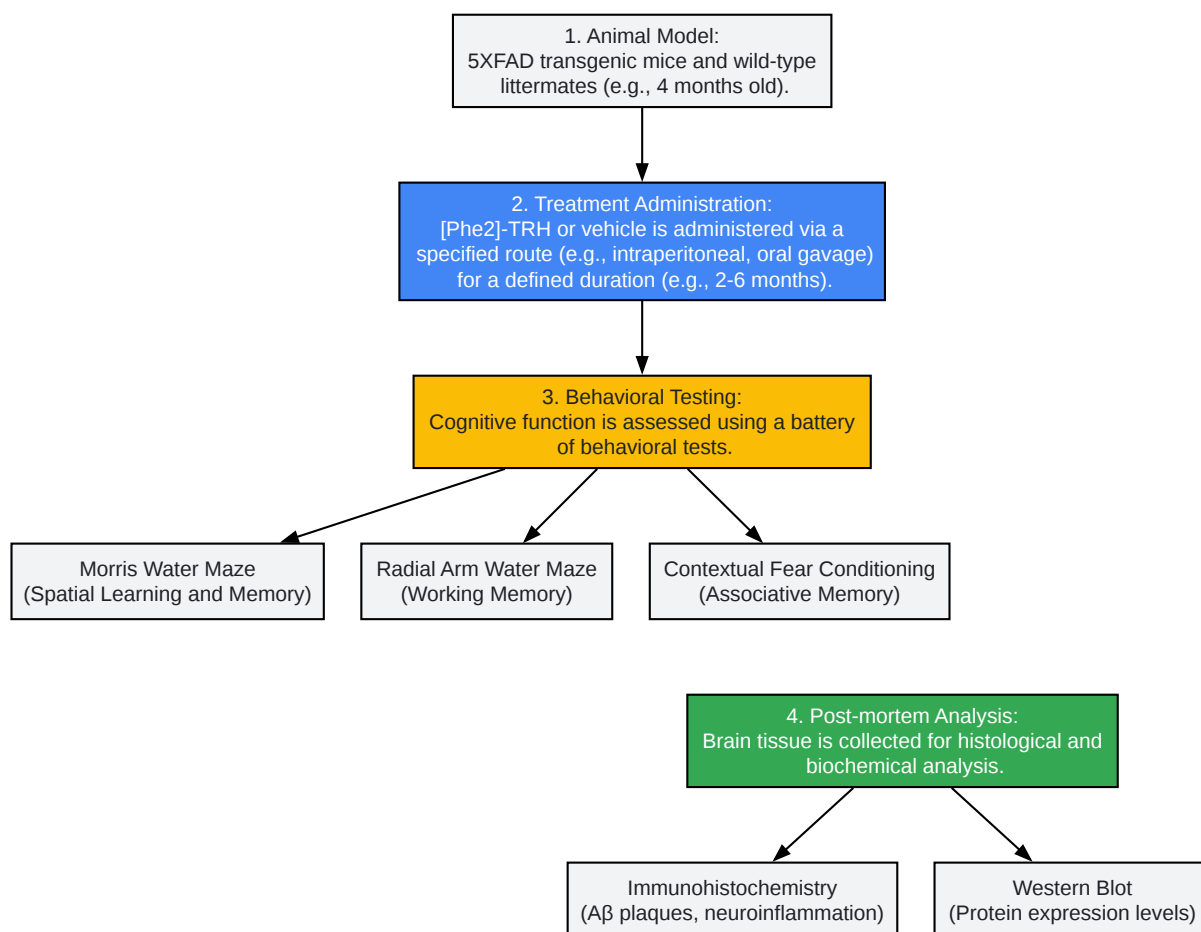 1. Animal Model:
5XFAD transgenic mice and wild-type
littermates (e.g., 4 months old).
2. Treatment Administration:
[Phe2]-TRH or vehicle is administered via a
specified route (e.g., intraperitoneal, oral gavage)
for a defined duration (e.g., 2-6 months).
3. Behavioral Testing:
Cognitive function is assessed using a battery
of behavioral tests.
Morris Water Maze
(Spatial Learning and Memory)
Radial Arm Water Maze
(Working Memory)
Contextual Fear Conditioning
(Associative Memory)
4. Post-mortem Analysis:
Brain tissue is collected for histological and
biochemical analysis.
Immunohistochemistry
(Aβ plaques, neuroinflammation)
Western Blot
(Protein expression levels)